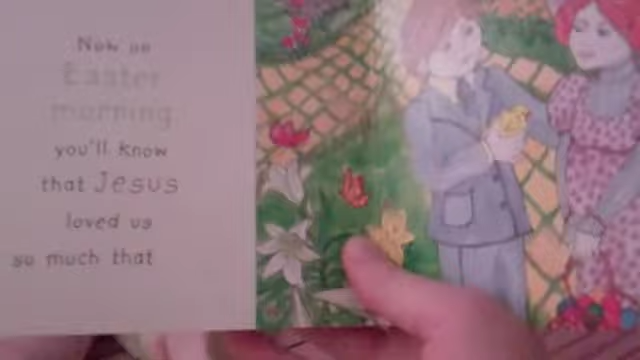 Now on
Easter
morning,
you'll know
that Jesus
loved us
so much that